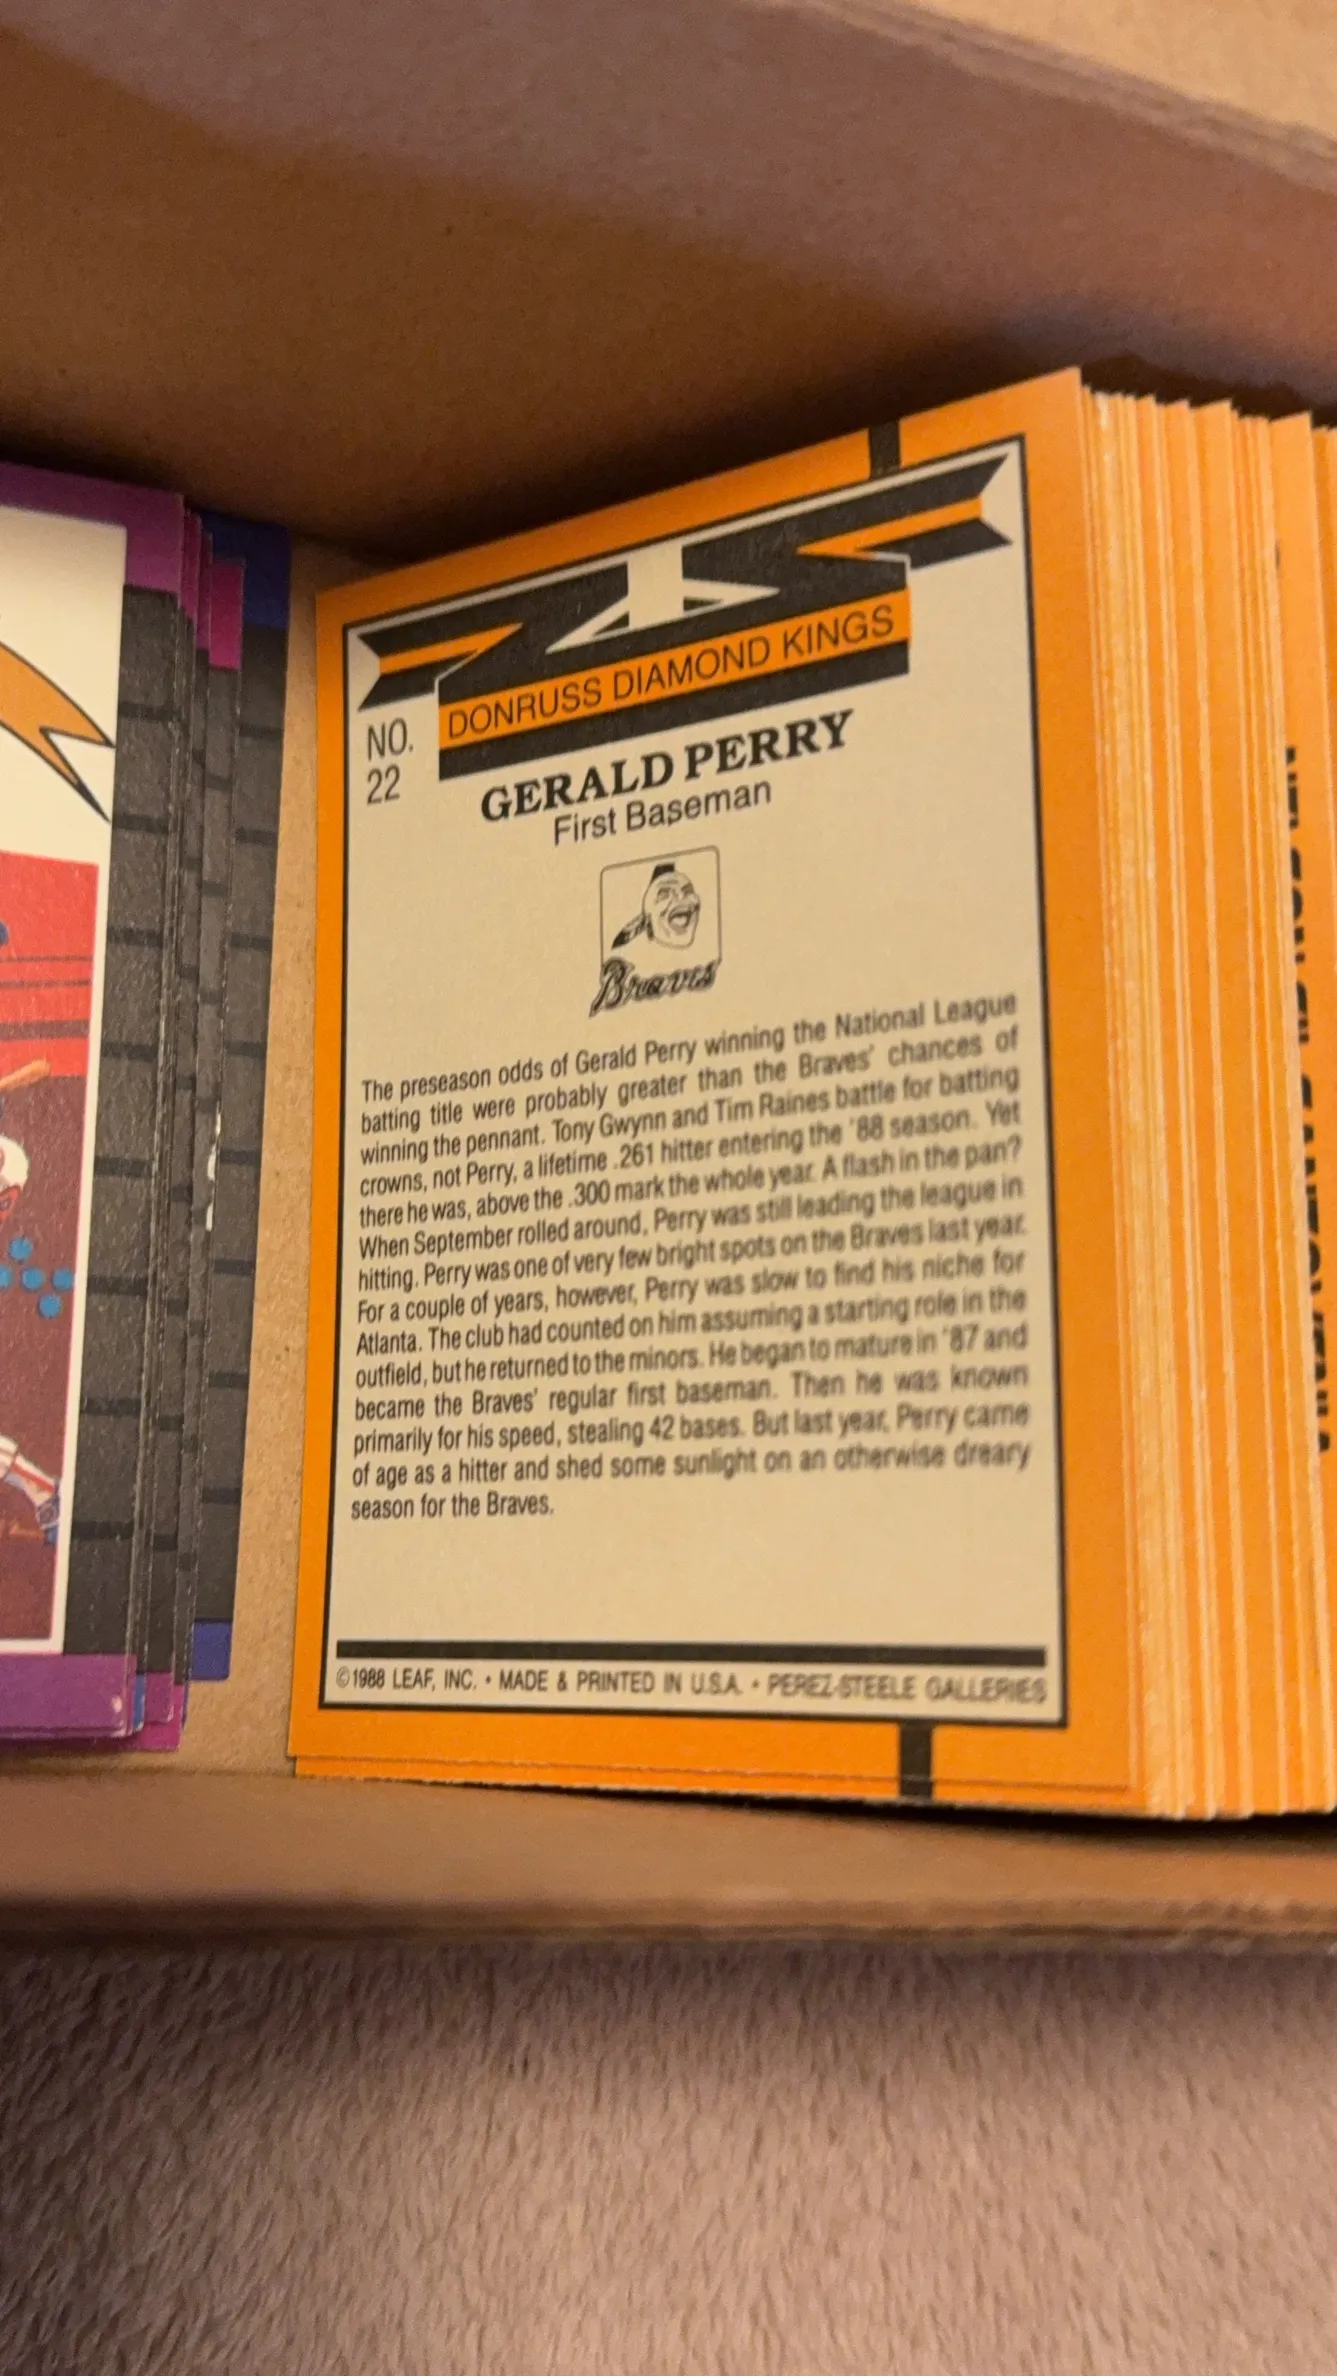 DONRUSS DIAMOND KINGS
NO.
22
GERALD PERRY
First Baseman
Braves
The preseason odds of Gerald Perry winning the National League
batting title were probably greater than the Braves' chances of
winning the pennant. Tony Gwynn and Tim Raines battle for batting
crowns, not Perry, a lifetime .261 hitter entering the '88 season. Yet
there he was, above the .300 mark the whole year. A flash in the pan?
When September rolled around, Perry was still leading the league in
hitting. Perry was one of very few bright spots on the Braves last year.
For a couple of years, however, Perry was slow to find his niche for
Atlanta. The club had counted on him assuming a starting role in the
outfield, but he returned to the minors. He began to mature in '87 and
became the Braves' regular first baseman. Then he was known
primarily for his speed, stealing 42 bases. But last year, Perry came
of age as a hitter and shed some sunlight on an otherwise dreary
season for the Braves.
©1988 LEAF, INC. • MADE & PRINTED IN U.S.A. • PEREZ-STEELE GALLERIES